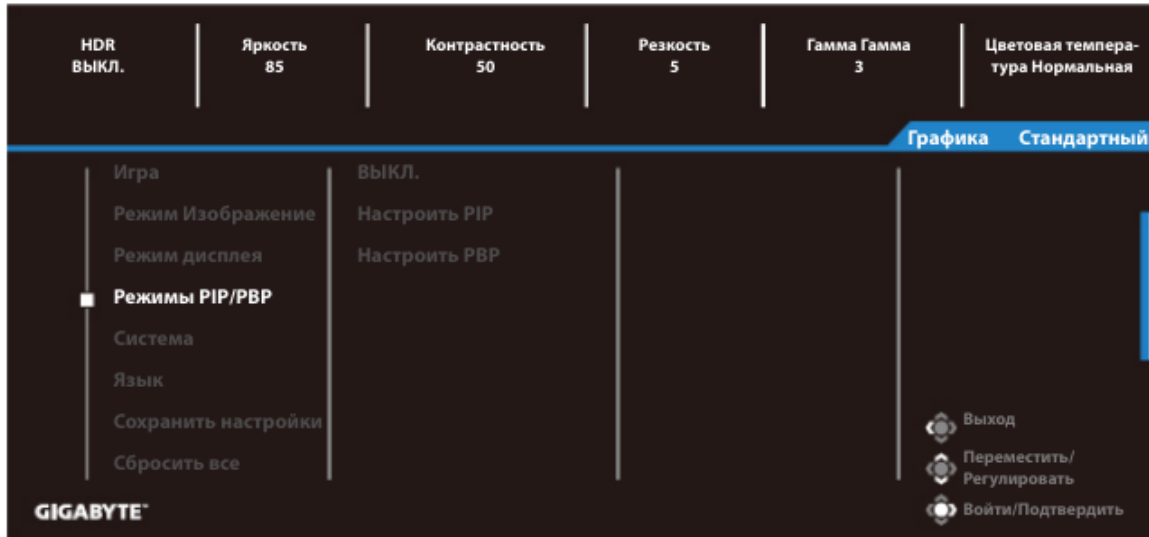 HDR
ВЫКЛ.
Яркость
85
Контрастность
50
Резкость
5
Гамма Гамма
3
Цветовая темпера-
тура Нормальная
Графика Стандартный
Игра
Режим Изображение
Режим дисплея
Режимы PIP/PBP
Система
Язык
Сохранить настройки
Сбросить все
ВЫКЛ.
Настроить PIP
Настроить PBP
Выход
Переместить/
Регулировать
Войти/Подтвердить
GIGABYTE™